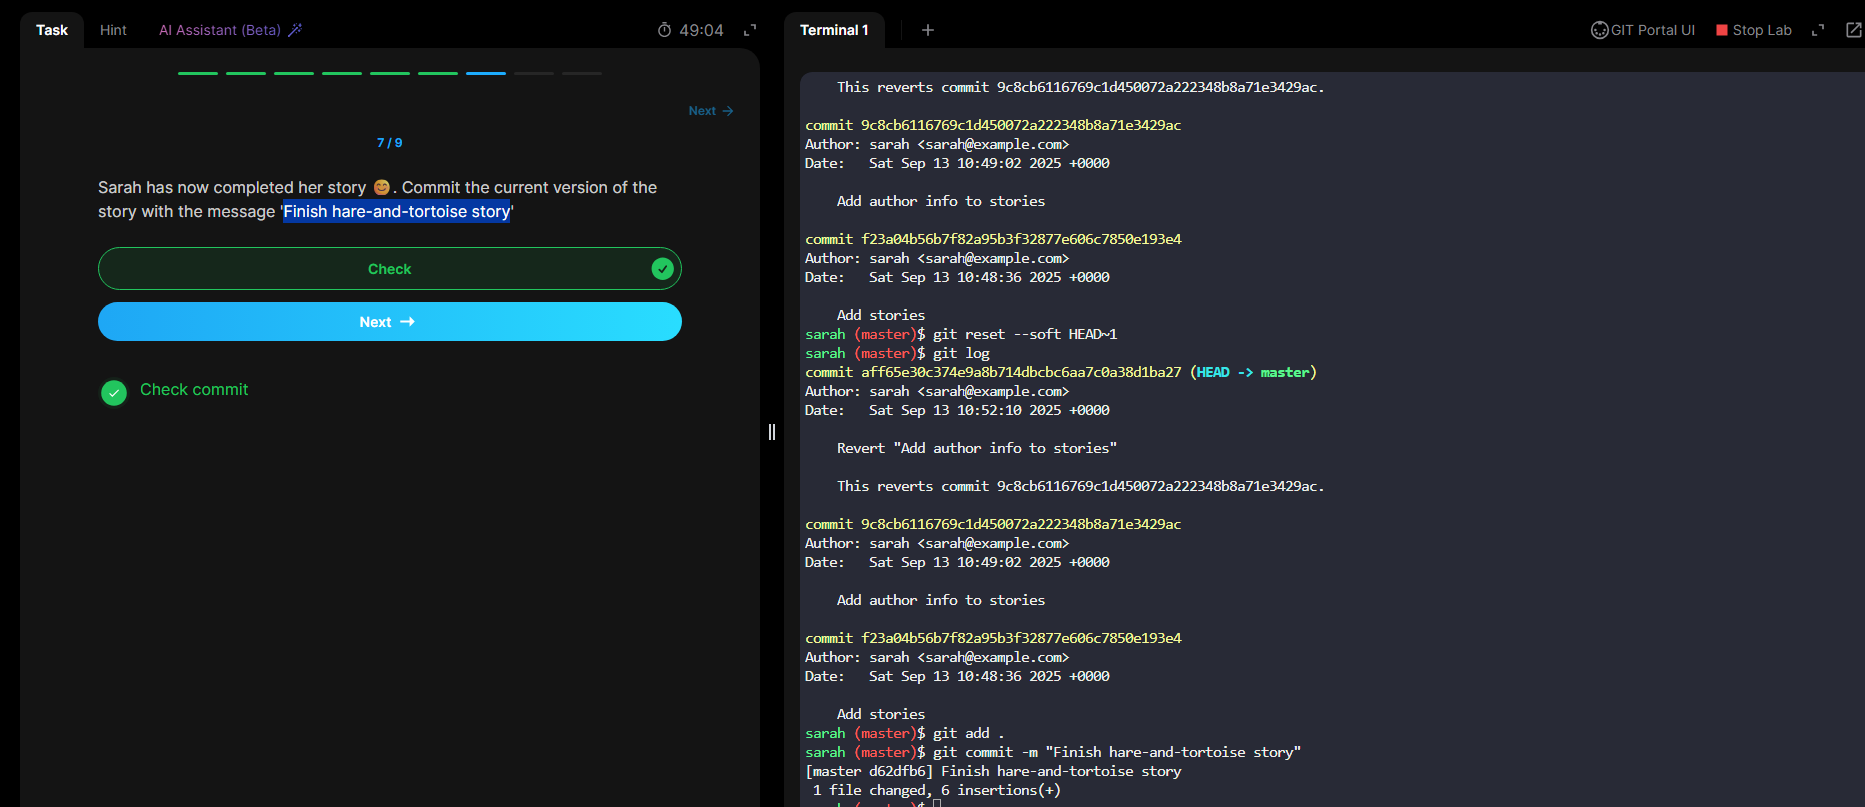 Task Hint AI Assistant (Beta) 49:04
Next →
7 / 9
Sarah has now completed her story 😊. Commit the current version of the
story with the message 'Finish hare-and-tortoise story'
Check
Next →
Check commit
Terminal 1 + GIT Portal UI Stop Lab
This reverts commit 9c8cb6116769c1d450072a222348b8a71e3429ac.
commit 9c8cb6116769c1d450072a222348b8a71e3429ac
Author: sarah <sarah@example.com>
Date:   Sat Sep 13 10:49:02 2025 +0000
Add author info to stories
commit f23a04b56b7f82a95b3f32877e606c7850e193e4
Author: sarah <sarah@example.com>
Date:   Sat Sep 13 10:48:36 2025 +0000
Add stories
sarah (master)$ git reset --soft HEAD~1
sarah (master)$ git log
commit aff65e30c374e9a8b714dbcbc6aa7c0a38d1ba27 (HEAD -> master)
Author: sarah <sarah@example.com>
Date:   Sat Sep 13 10:52:10 2025 +0000
Revert "Add author info to stories"
This reverts commit 9c8cb6116769c1d450072a222348b8a71e3429ac.
commit 9c8cb6116769c1d450072a222348b8a71e3429ac
Author: sarah <sarah@example.com>
Date:   Sat Sep 13 10:49:02 2025 +0000
Add author info to stories
commit f23a04b56b7f82a95b3f32877e606c7850e193e4
Author: sarah <sarah@example.com>
Date:   Sat Sep 13 10:48:36 2025 +0000
Add stories
sarah (master)$ git add .
sarah (master)$ git commit -m "Finish hare-and-tortoise story"
[master d62dfb6] Finish hare-and-tortoise story
1 file changed, 6 insertions(+)